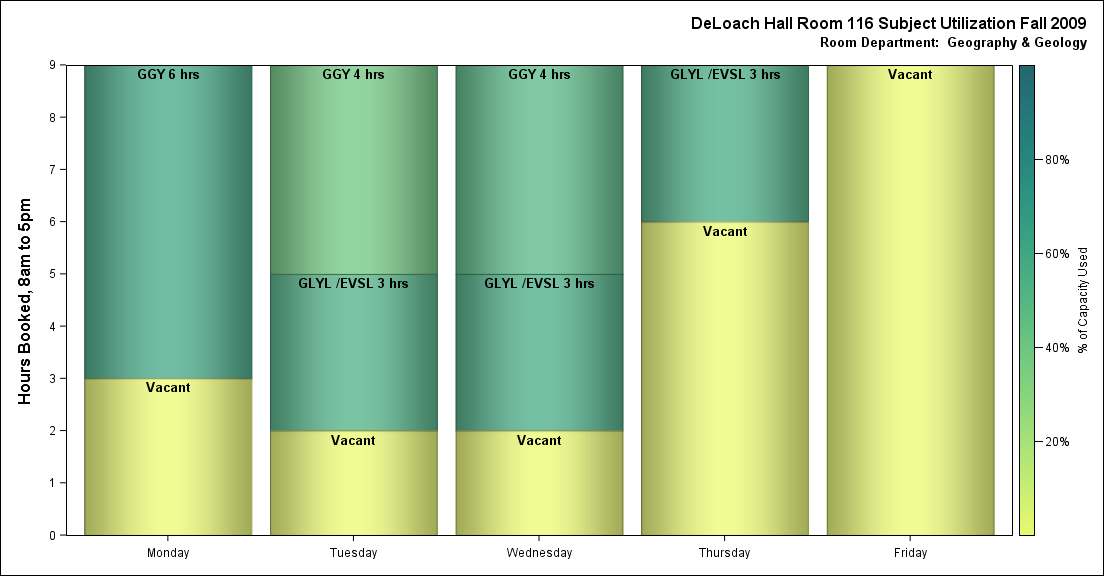 DeLoach Hall Room 116 Subject Utilization Fall 2009
Room Department:  Geography & Geology
Hours Booked, 8am to 5pm
9
8
7
6
5
4
3
2
1
0
GGY 6 hrs
Vacant
GGY 4 hrs
GLYL /EVSL 3 hrs
Vacant
GGY 4 hrs
GLYL /EVSL 3 hrs
Vacant
GLYL /EVSL 3 hrs
Vacant
Vacant
Monday
Tuesday
Wednesday
Thursday
Friday
80%
60%
40%
20%
% of Capacity Used